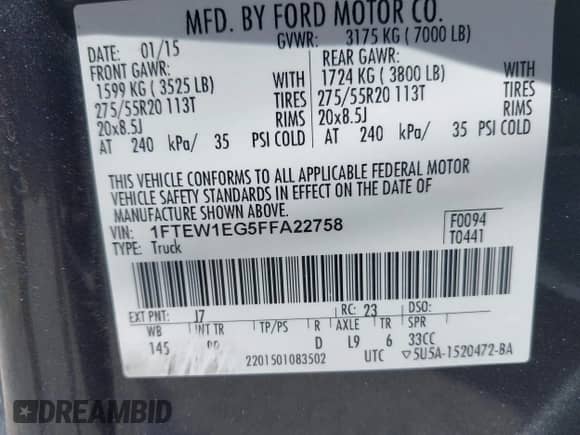 MFD. BY FORD MOTOR CO.
DATE: 01/15 GVWR: 3175 KG ( 7000 LB)
FRONT GAWR: REAR GAWR:
1599 KG ( 3525 LB) WITH 1724 KG ( 3800 LB) WITH
275/55R20 113T TIRES 275/55R20 113T TIRES
20x8.5J RIMS 20x8.5J RIMS
AT 240 kPa/ 35 PSI COLD AT 240 kPa/ 35 PSI COLD
THIS VEHICLE CONFORMS TO ALL APPLICABLE FEDERAL MOTOR
VEHICLE SAFETY STANDARDS IN EFFECT ON THE DATE OF
MANUFACTURE SHOWN ABOVE.
VIN: 1FTEW1EG5FFA22758 F0094
TYPE: Truck T0441
EXT PNT: J7 RC: 23 DSO:
WB INT TR TP/PS R AXLE TR SPR
145 D L9 6 33CC
2201501083502 UTC ▽5U5A-1520472-BA
DREAMBID